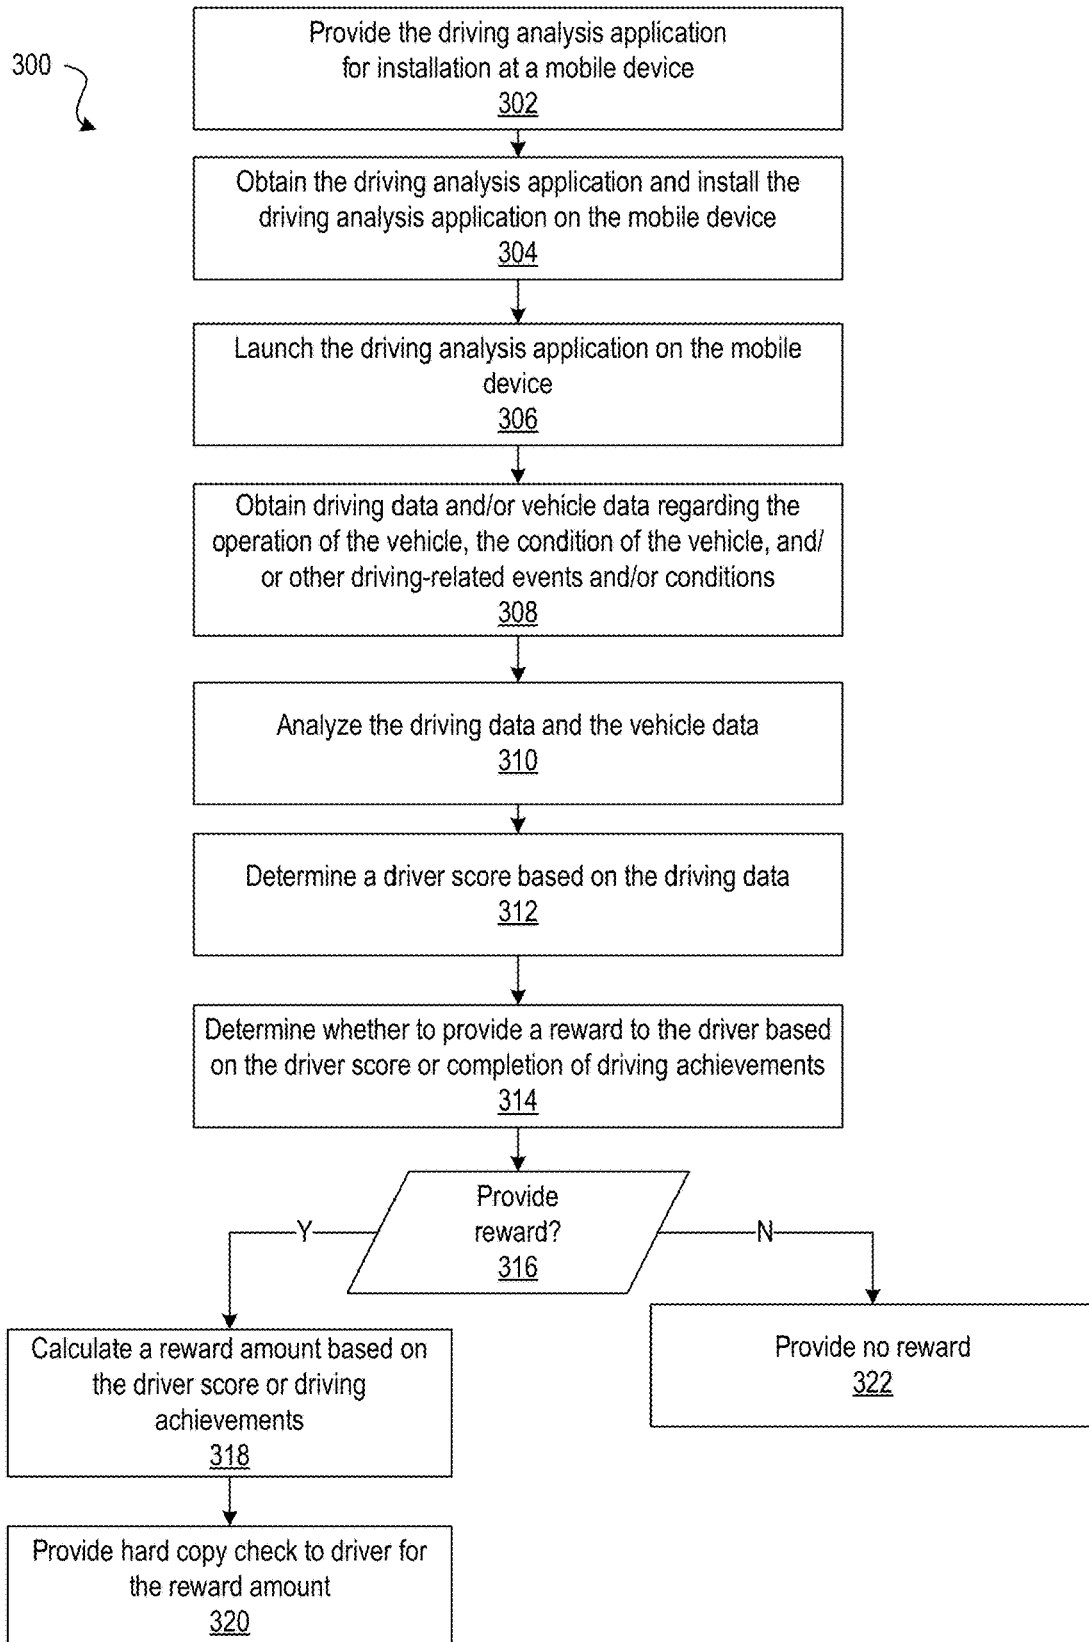 300
Provide the driving analysis application
for installation at a mobile device
302
Obtain the driving analysis application and install the
driving analysis application on the mobile device
304
Launch the driving analysis application on the mobile
device
306
Obtain driving data and/or vehicle data regarding the
operation of the vehicle, the condition of the vehicle, and/
or other driving-related events and/or conditions
308
Analyze the driving data and the vehicle data
310
Determine a driver score based on the driving data
312
Determine whether to provide a reward to the driver based
on the driver score or completion of driving achievements
314
Provide
reward?
316
Y
N
Calculate a reward amount based on
the driver score or driving
achievements
318
Provide no reward
322
Provide hard copy check to driver for
the reward amount
320